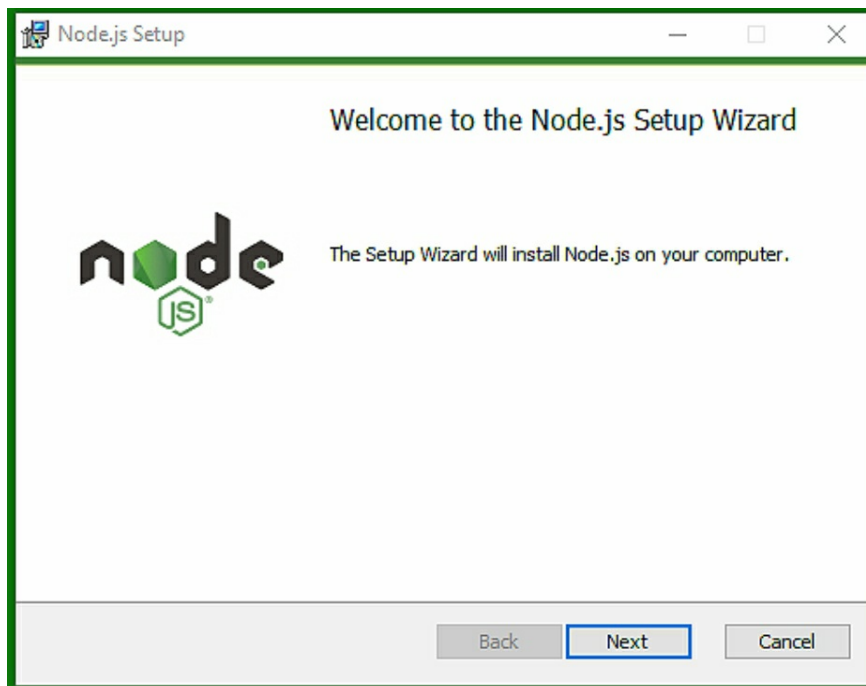 Node.js Setup
Welcome to the Node.js Setup Wizard
node
JS®
The Setup Wizard will install Node.js on your computer.
Back
Next
Cancel